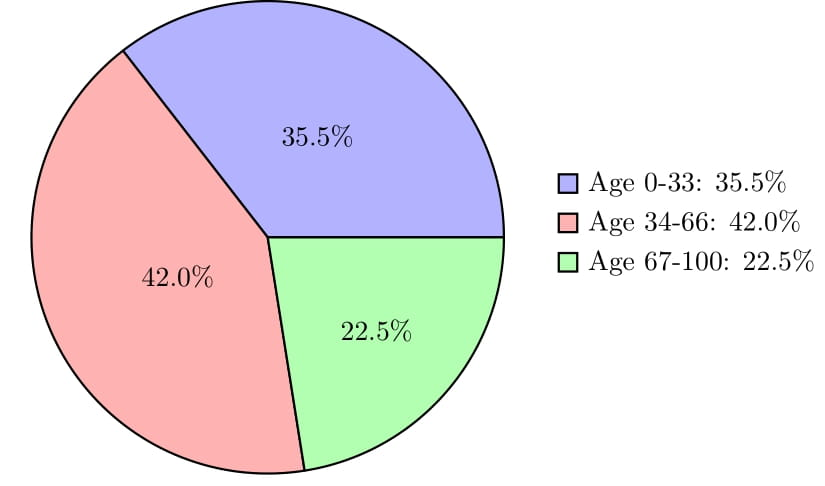 35.5%
42.0%
22.5%
Age 0-33: 35.5%
Age 34-66: 42.0%
Age 67-100: 22.5%